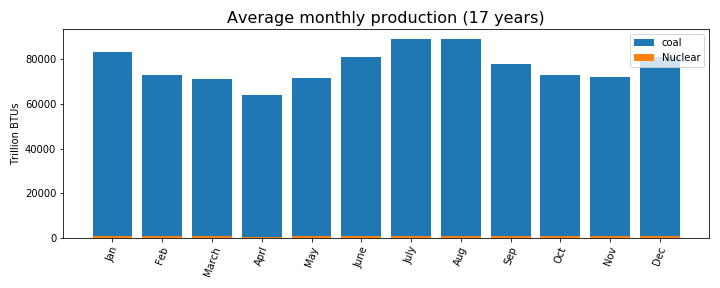 Average monthly production (17 years)
coal
Nuclear
Trillion BTUs
80000
60000
40000
20000
0
Jan
Feb
March
Aprl
May
June
July
Aug
Sep
Oct
Nov
Dec